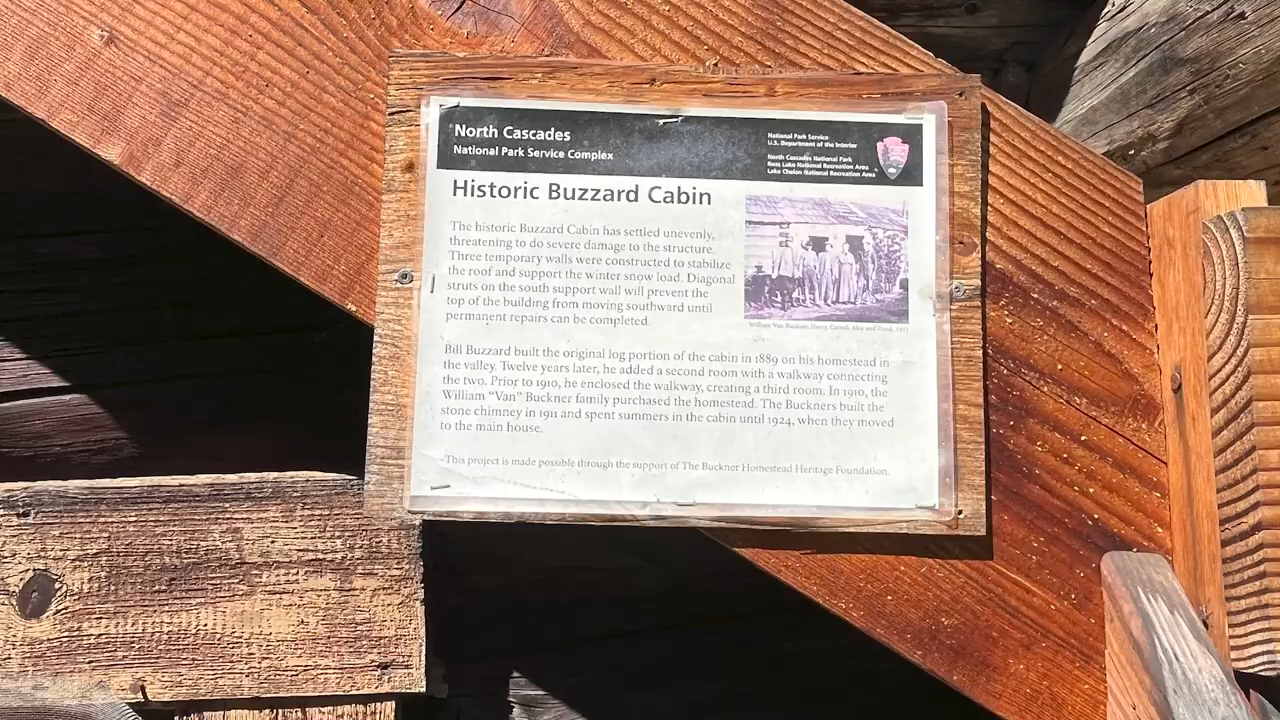 North Cascades
National Park Service Complex
National Park Service
U.S. Department of the Interior
North Cascades National Park
Ross Lake National Recreation Area
Lake Chelan National Recreation Area
Historic Buzzard Cabin
The historic Buzzard Cabin has settled unevenly,
threatening to do severe damage to the structure.
Three temporary walls were constructed to stabilize
the roof and support the winter snow load. Diagonal
struts on the south support wall will prevent the
top of the building from moving southward until
permanent repairs can be completed.
William Van Buckner, Harry, Mae and Frank, 1911
Bill Buzzard built the original log portion of the cabin in 1889 on his homestead in
the valley. Twelve years later, he added a second room with a walkway connecting
the two. Prior to 1910, he enclosed the walkway, creating a third room. In 1910, the
William “Van” Buckner family purchased the homestead. The Buckners built the
stone chimney in 1911 and spent summers in the cabin until 1924, when they moved
to the main house.
This project is made possible through the support of The Buckner Homestead Heritage Foundation.